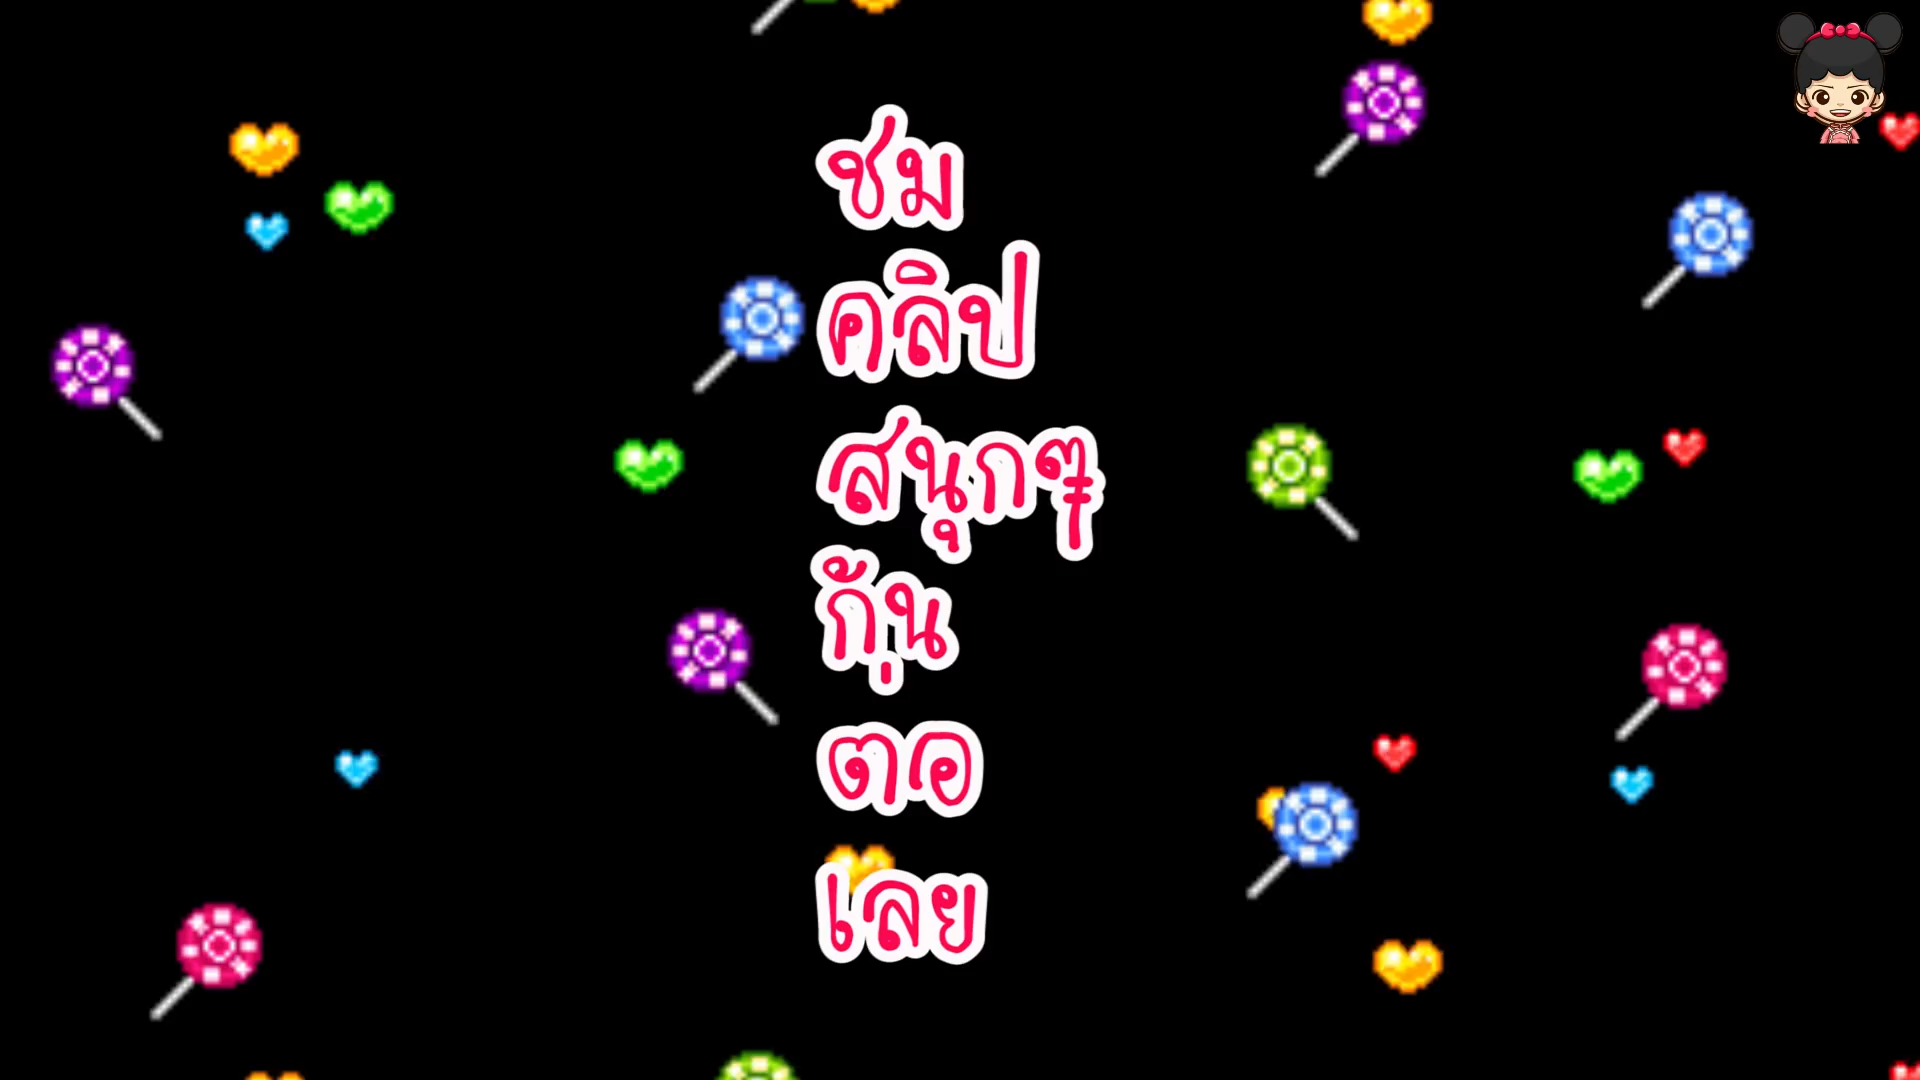 ชม
คลิป
สนุกๆ
กุ้น
ตอ
เลย